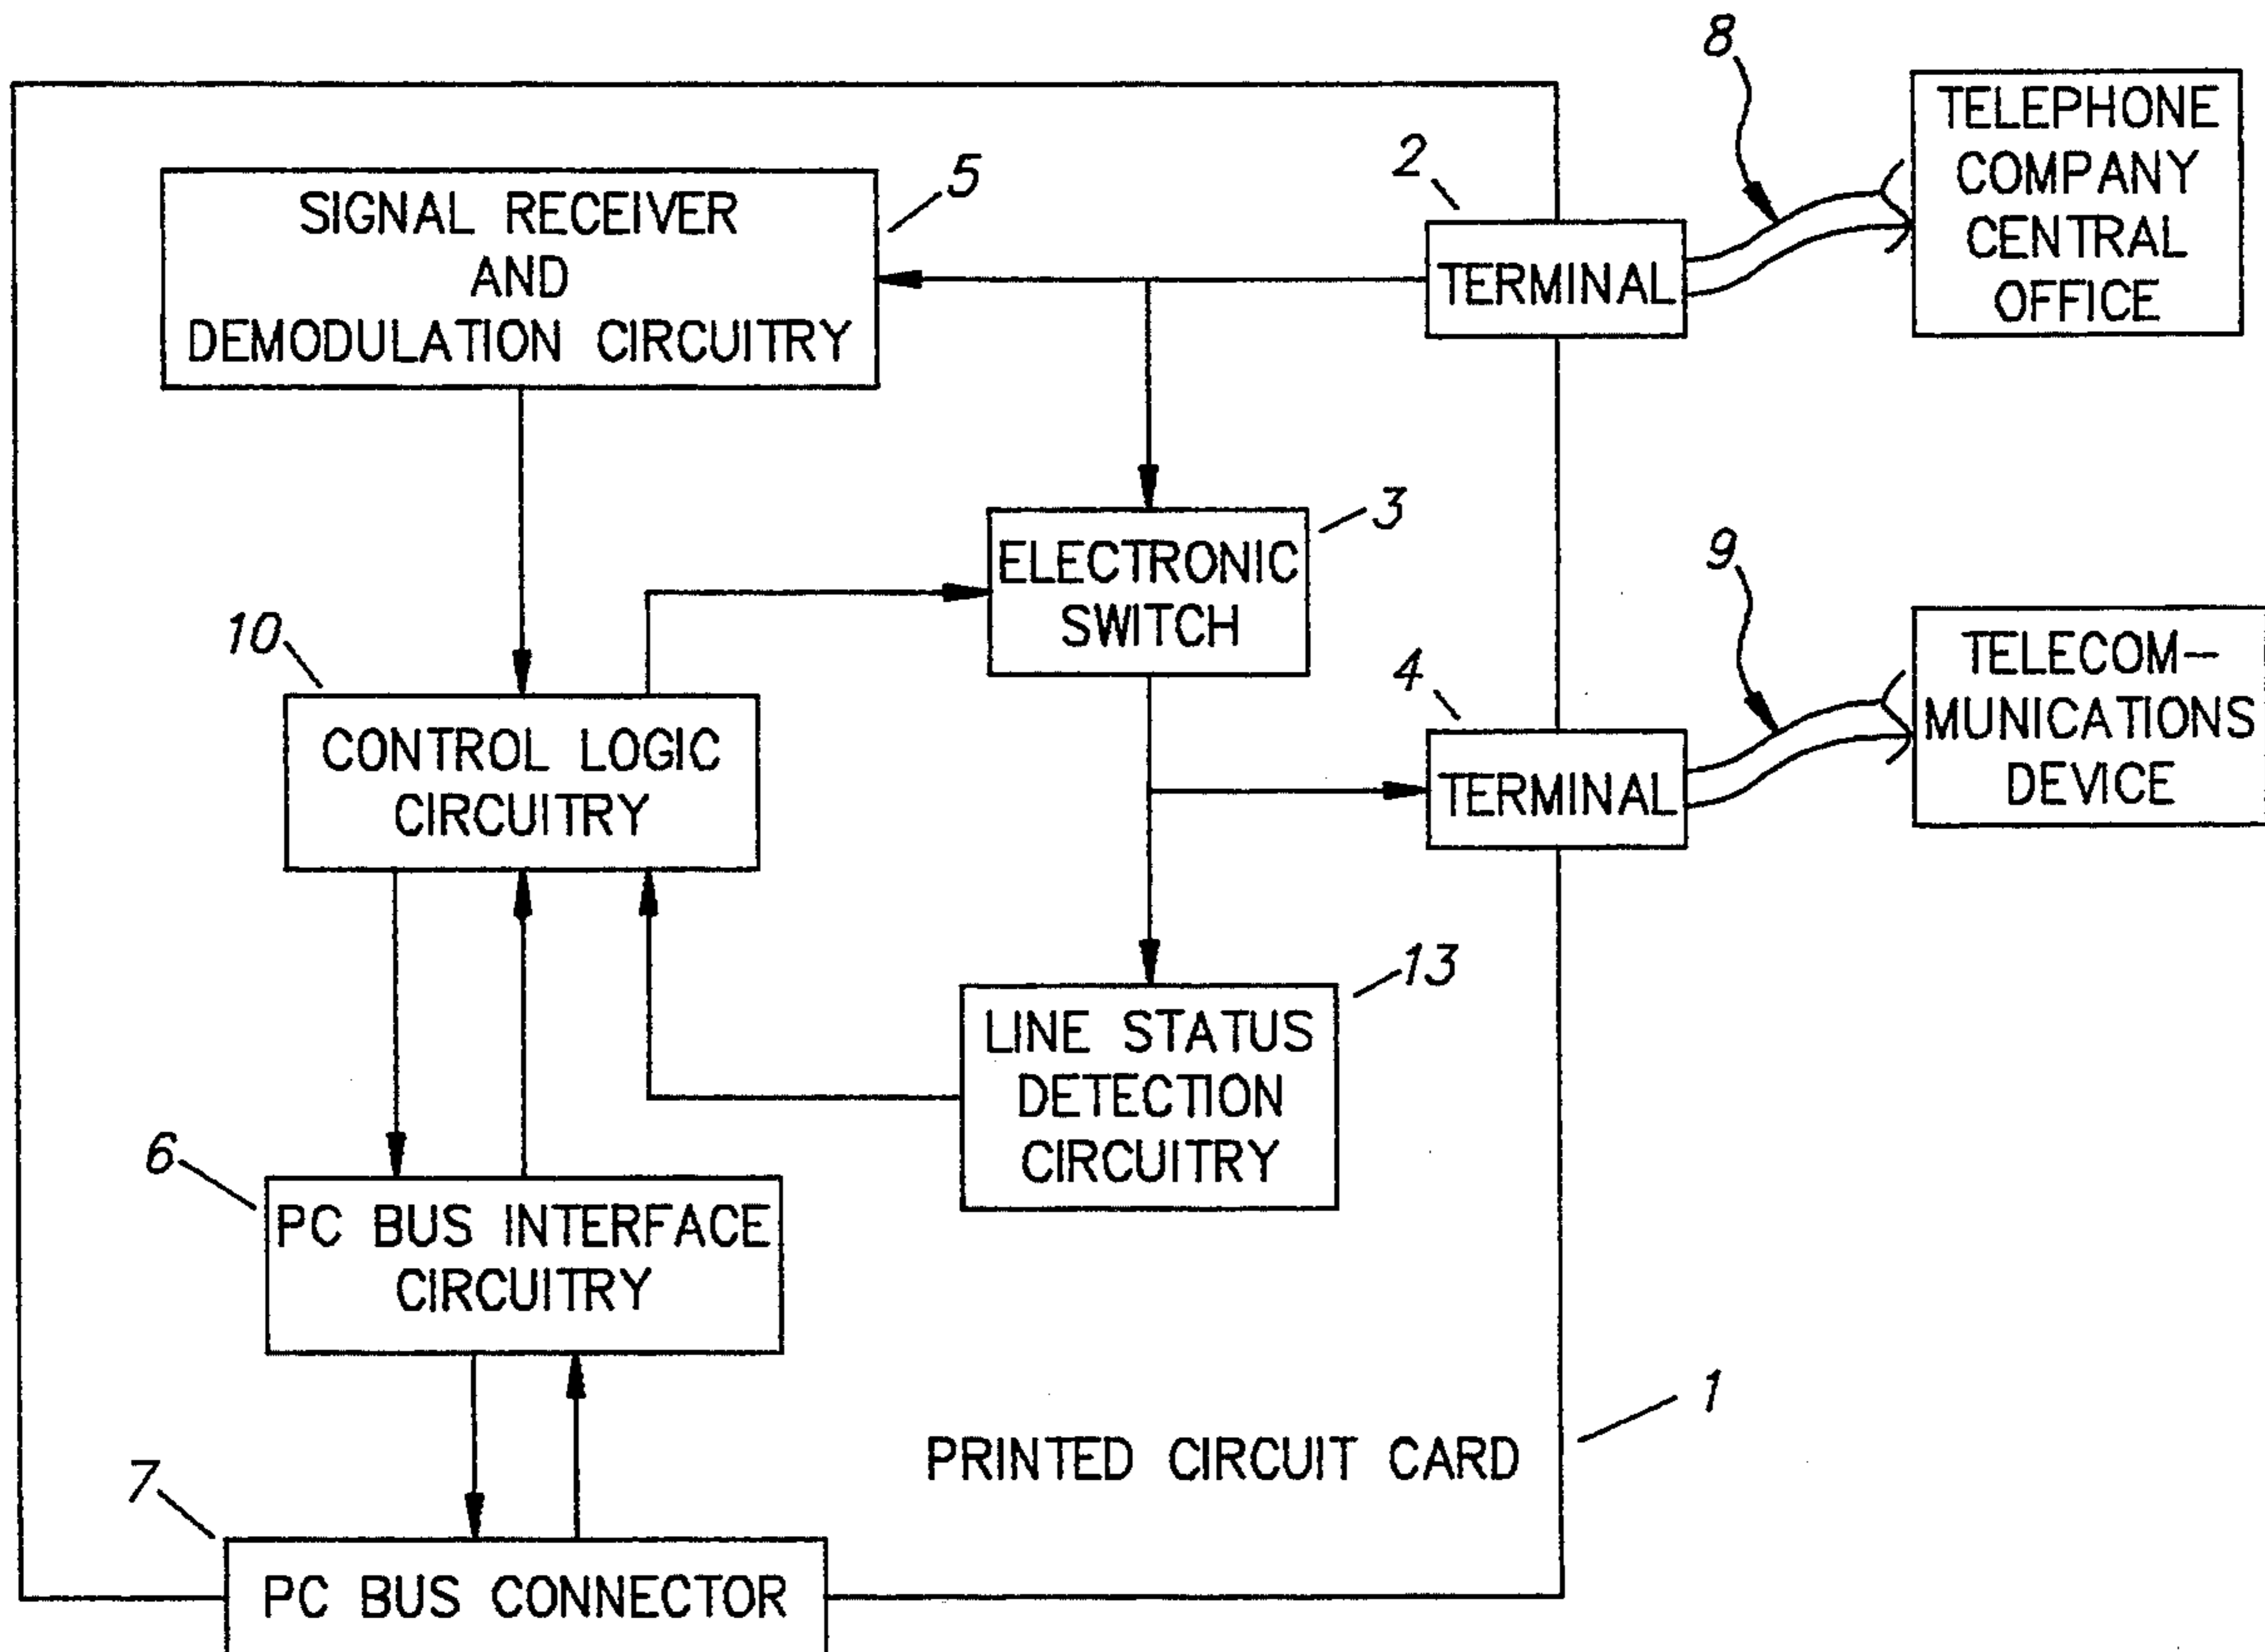 8
TELEPHONE
COMPANY
CENTRAL
OFFICE
2
TERMINAL
5
SIGNAL RECEIVER
AND
DEMODULATION CIRCUITRY
3
ELECTRONIC
SWITCH
9
TELECOM-
MUNICATIONS
DEVICE
4
TERMINAL
10
CONTROL LOGIC
CIRCUITRY
13
LINE STATUS
DETECTION
CIRCUITRY
6
PC BUS INTERFACE
CIRCUITRY
1
PRINTED CIRCUIT CARD
7
PC BUS CONNECTOR